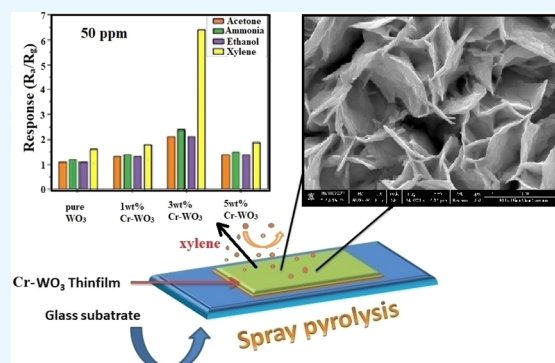 50 ppm
Acetone
Ammonia
Ethanol
Xylene
Response (Ra/Rg)
7
6
5
4
3
2
1
0
pure WO3
1wt% Cr-WO3
3wt% Cr-WO3
5wt% Cr-WO3
xylene
Cr-WO3 Thinfilm
Glass subatrate
Spray pyrolysis